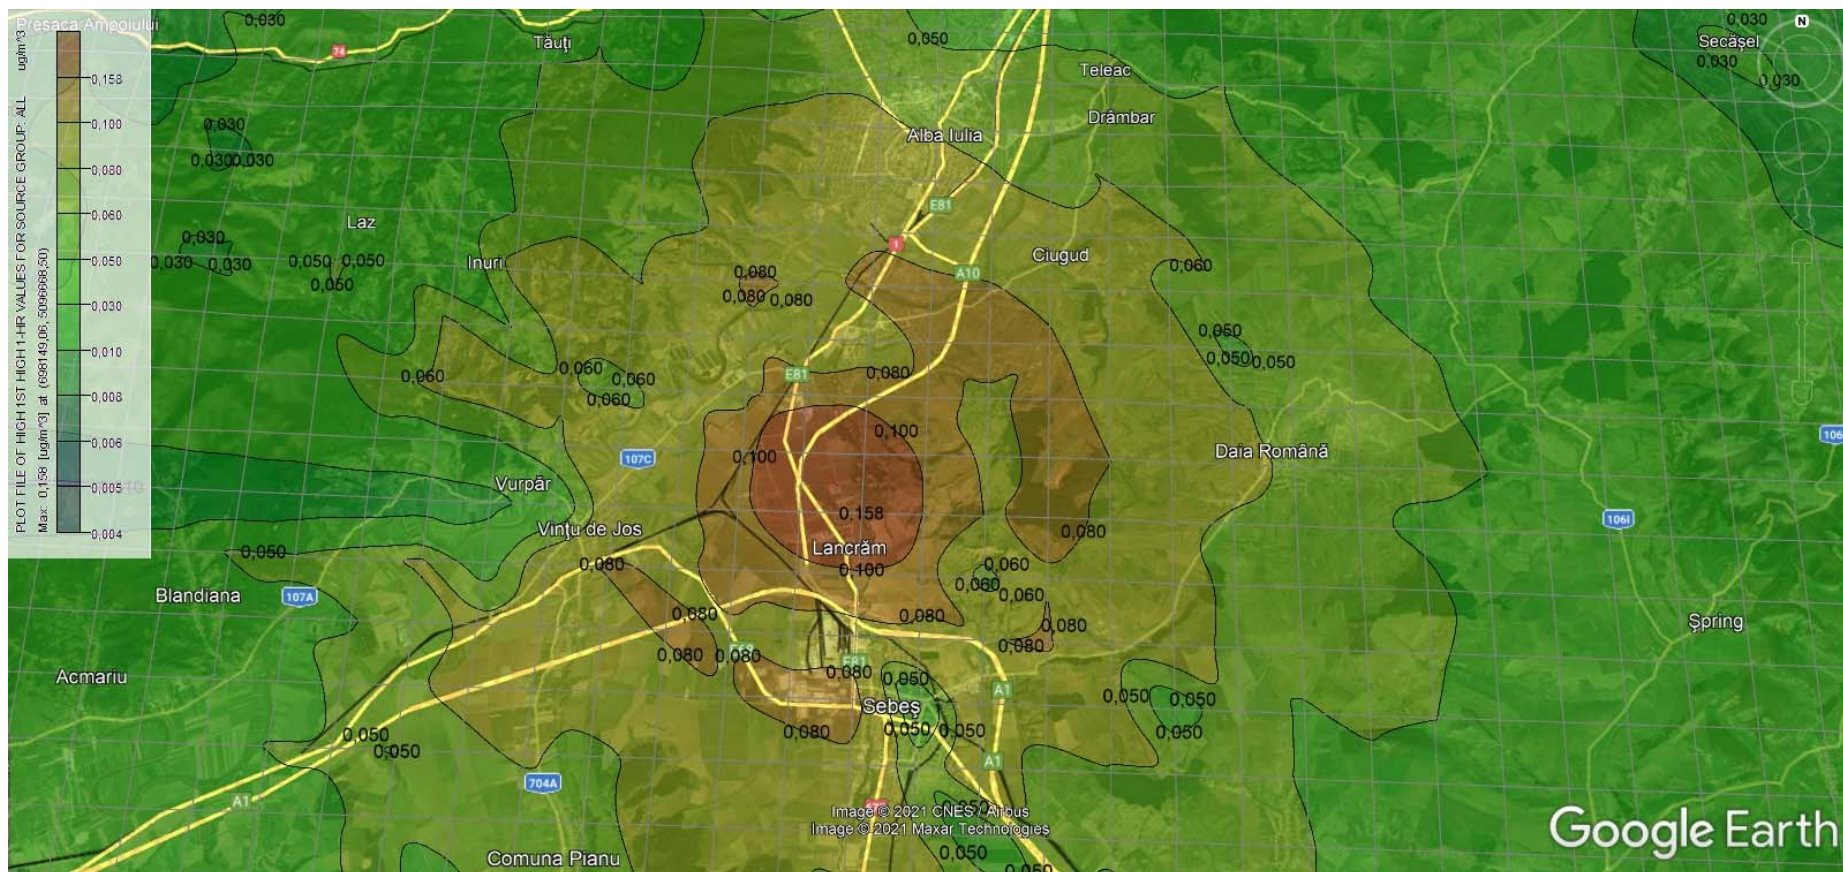 Presaca Ampoiului
PLOT FILE OF HIGH 1ST HIGH 1-HR VALUES FOR SOURCE GROUP: ALL ug/m^3
Max: 0,158 [ug/m^3] at (698149,06, 5096668,50)
0,158
0,100
0,080
0,060
0,050
0,030
0,010
0,008
0,006
0,005
0,004
0,030
74
Tăuți
0,050
Teleac
0,030
N
Secășel
0,030
0,030
Drâmbar
Alba Iulia
0,030
0,030 0,030
E81
Laz
0,030
0,030 0,030
0,050 0,050
0,050
Inuri
1
Ciugud
A10
0,060
0,080
0,080 0,080
0,050
0,050 0,050
0,060
0,060 0,060
0,060
E81
0,080
0,100
0,100
107C
Daia Română
106
Vurpăr
0,158
106I
Vințu de Jos
0,080
Lancrăm
0,100
0,080
0,050
0,060
0,060
0,060
Blandiana
107A
0,080
0,080
0,080
0,080
Șpring
0,080 0,080
E81
0,080
Acmariu
0,050
Sebeș
A1
0,050 0,050
0,050
0,050
0,050
0,080
0,050 0,050
A1
704A
A1
0,050
Image © 2021 CNES / Airbus
Image © 2021 Maxar Technologies
Google Earth
Comuna Pianu
0,050
0,050